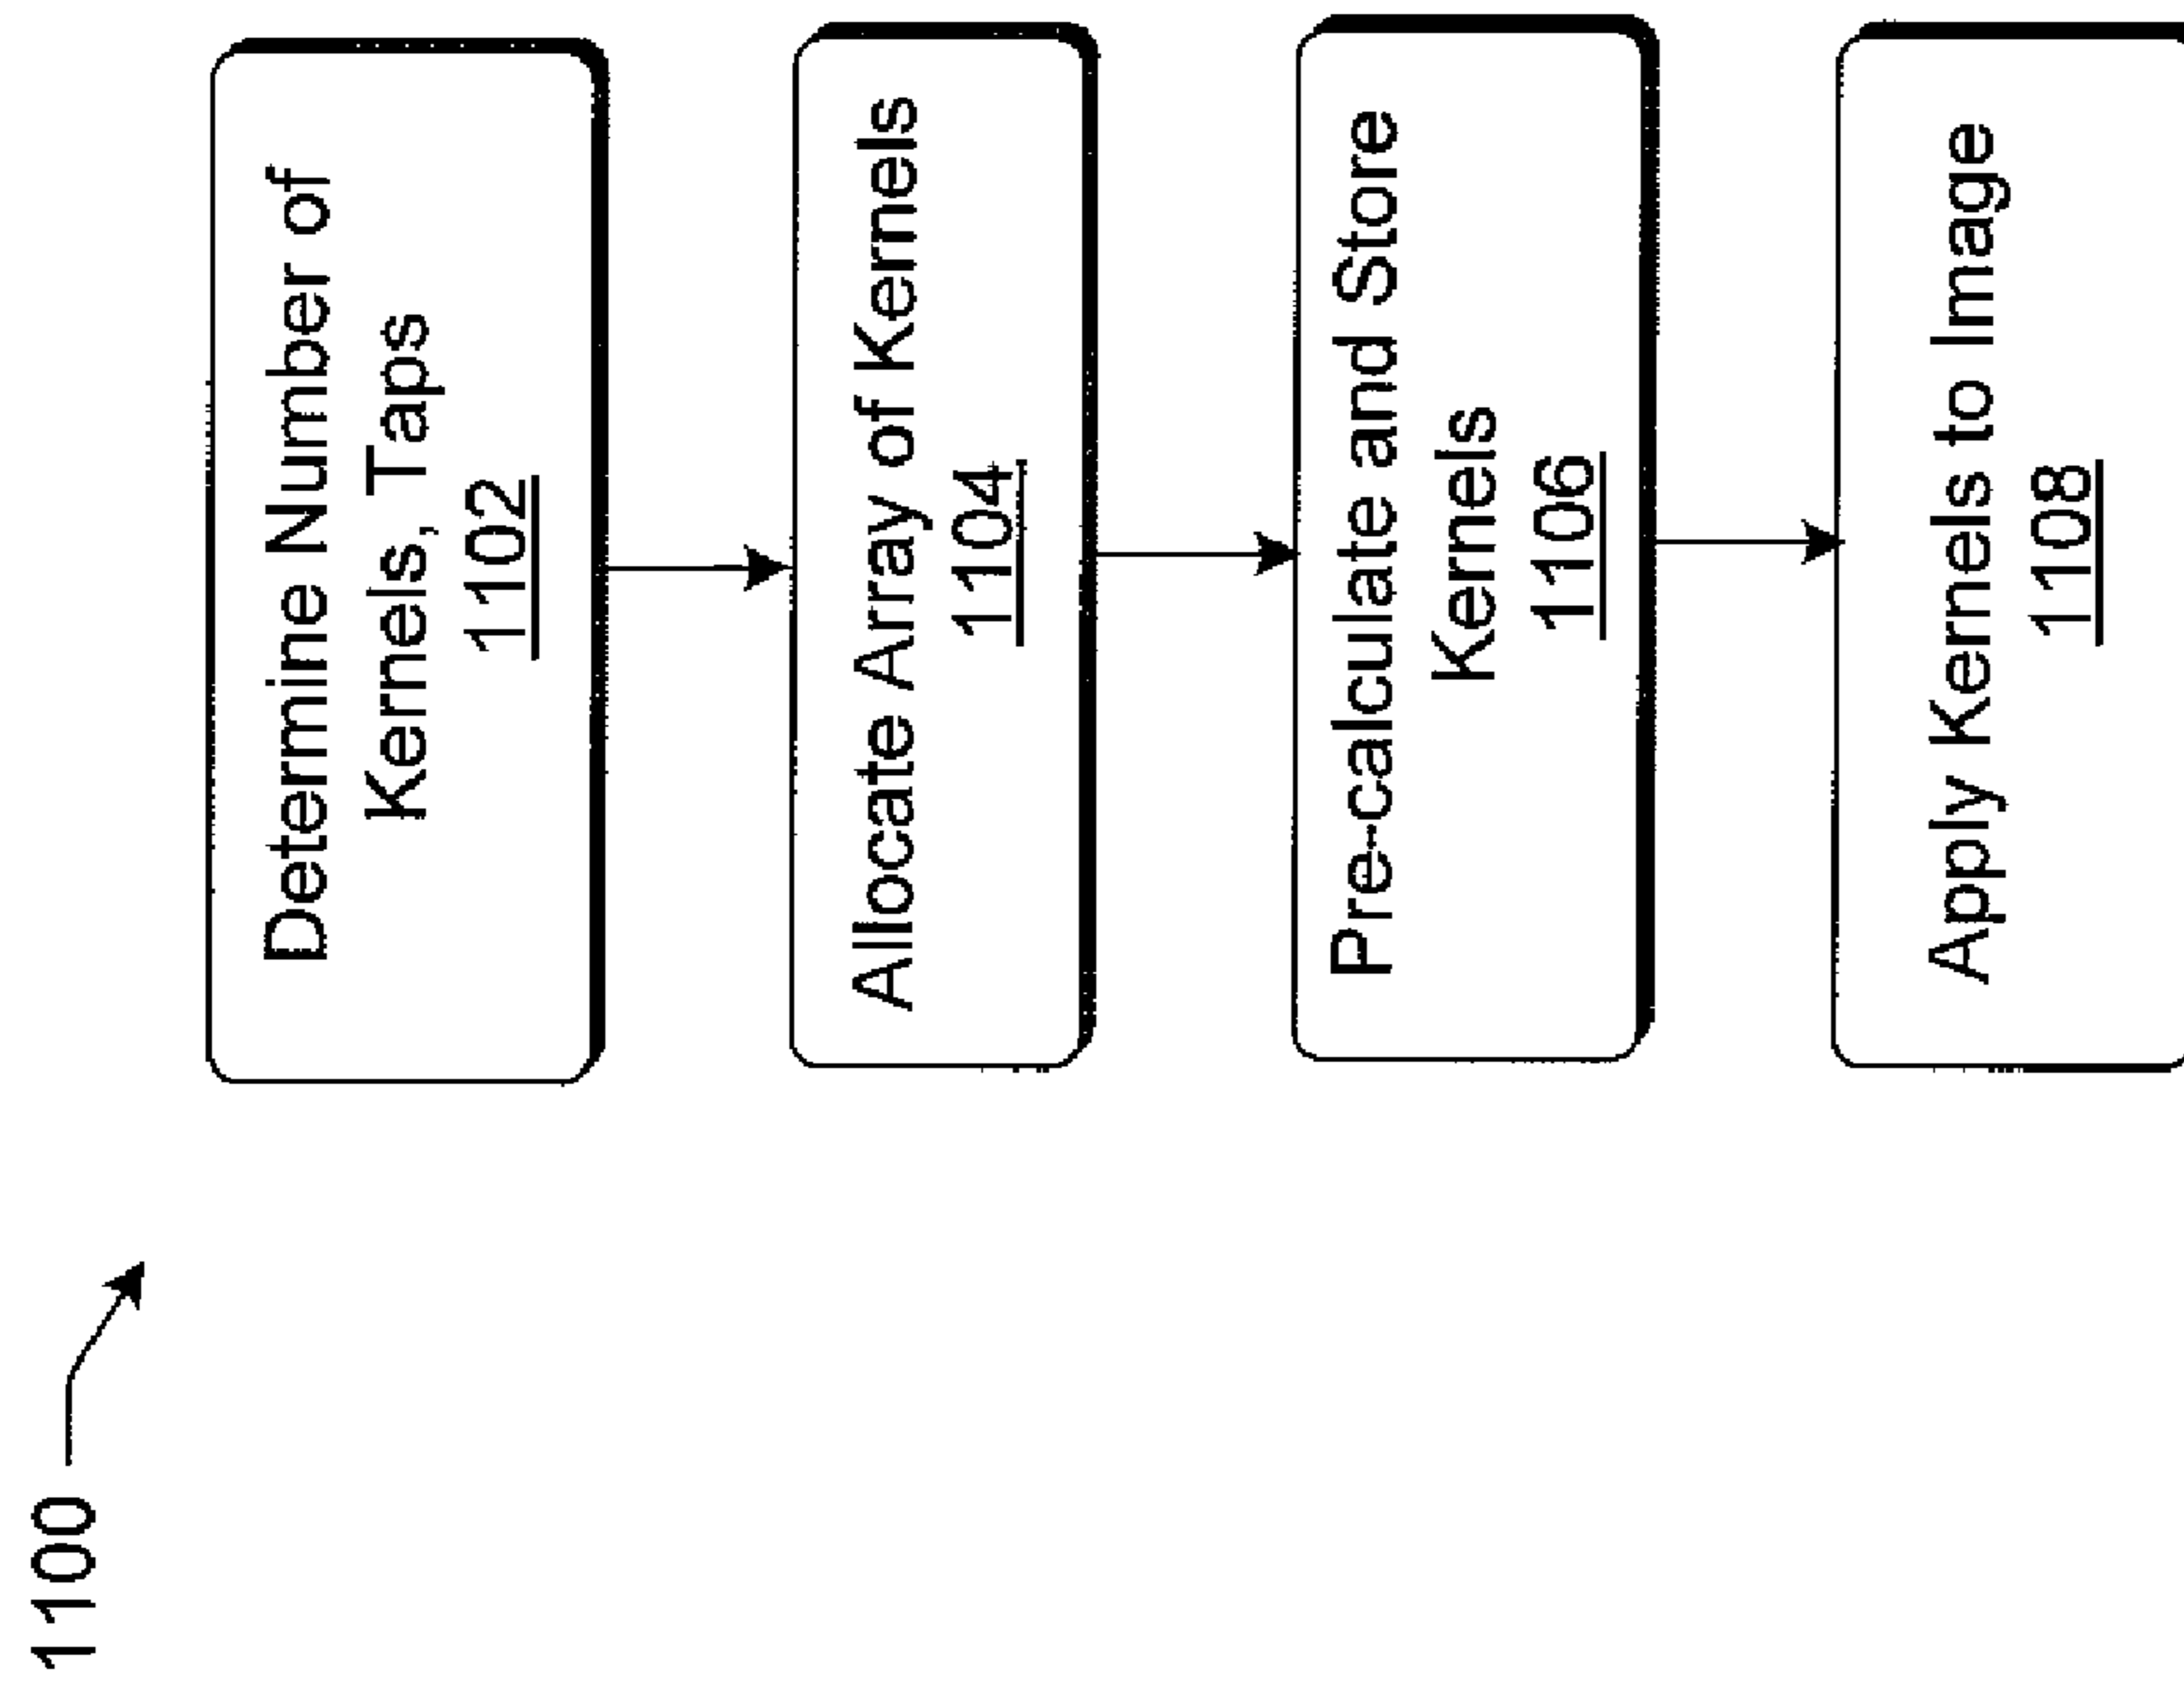 1100
Determine Number of
Kernels, Taps
1102
Allocate Array of Kernels
1104
Pre-calculate and Store
Kernels
1106
Apply Kernels to Image
1108